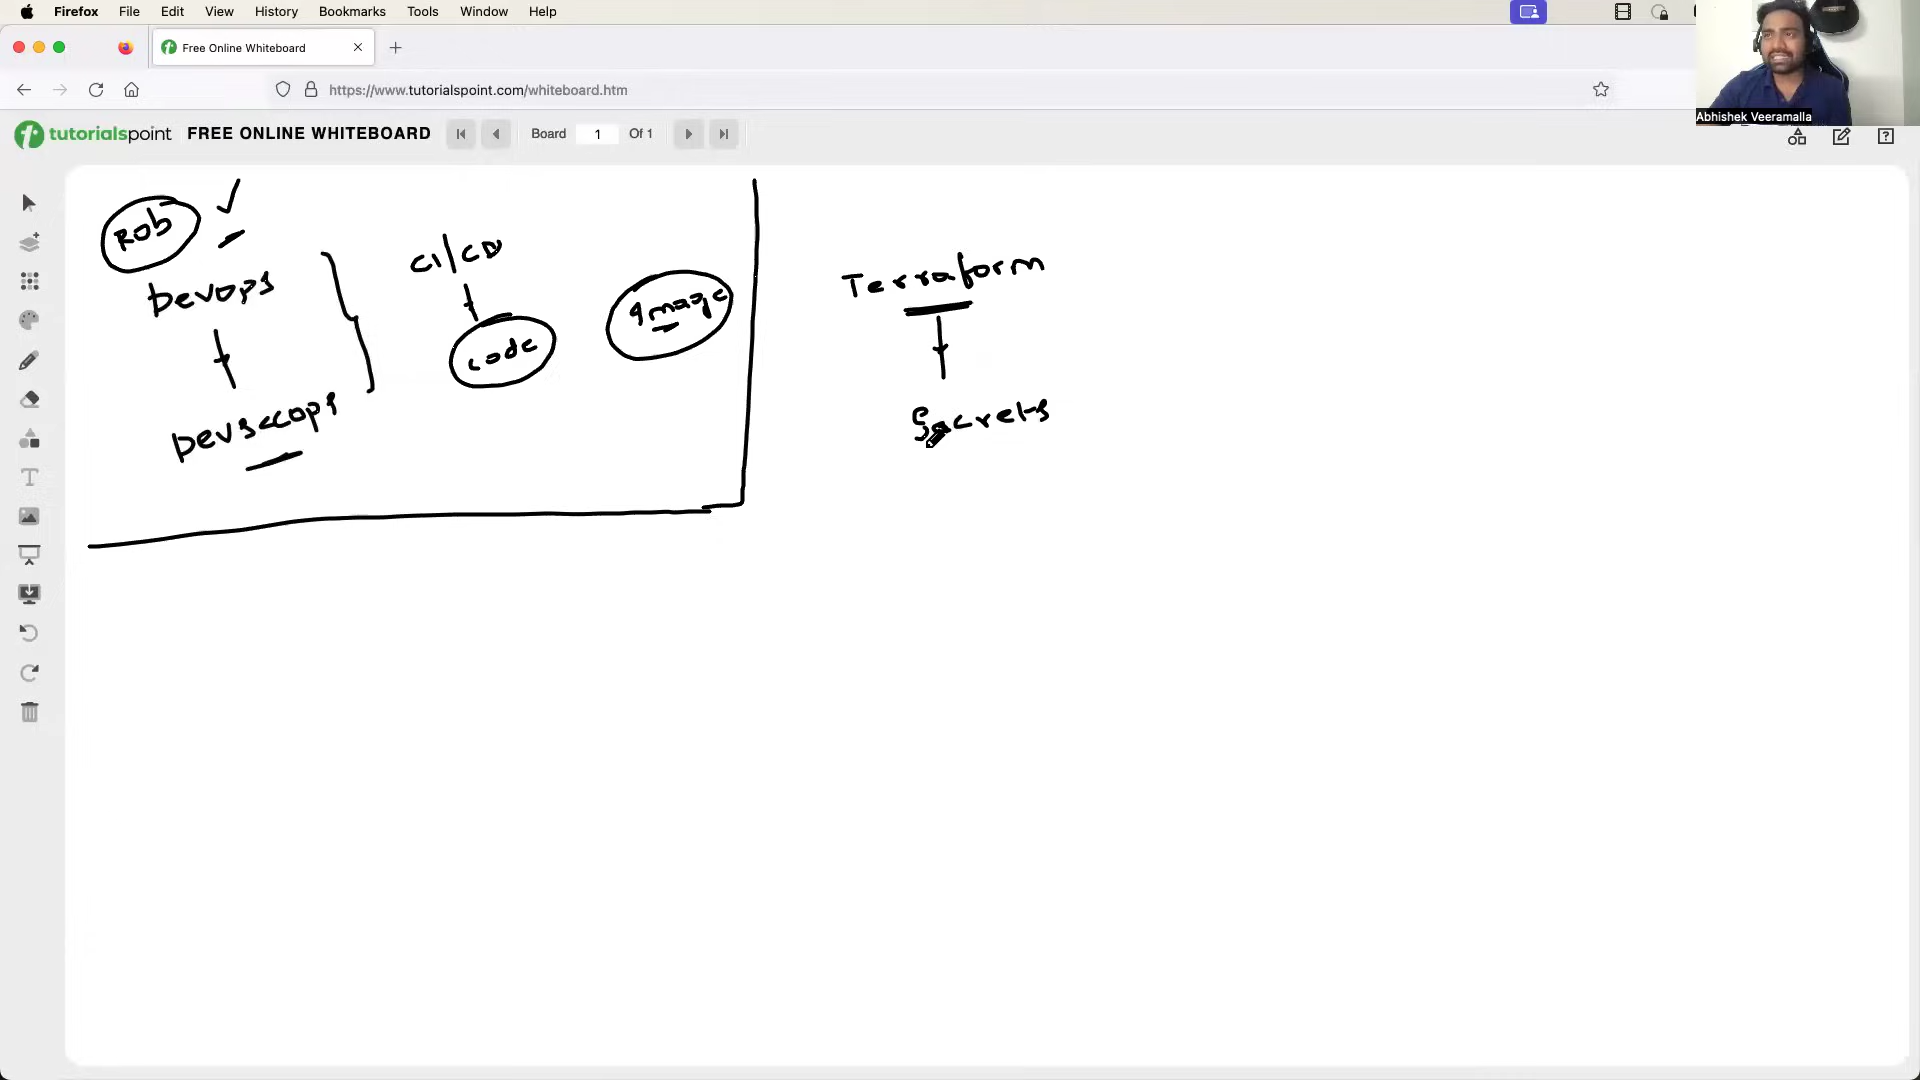 Firefox File Edit View History Bookmarks Tools Window Help
Free Online Whiteboard
https://www.tutorialspoint.com/whiteboard.htm
Abhishek Veeramalla
tutorialspoint FREE ONLINE WHITEBOARD Board 1 Of 1
Rob
Devops
Devsecops
CI/CD
code
Image
Terraform
Secrets